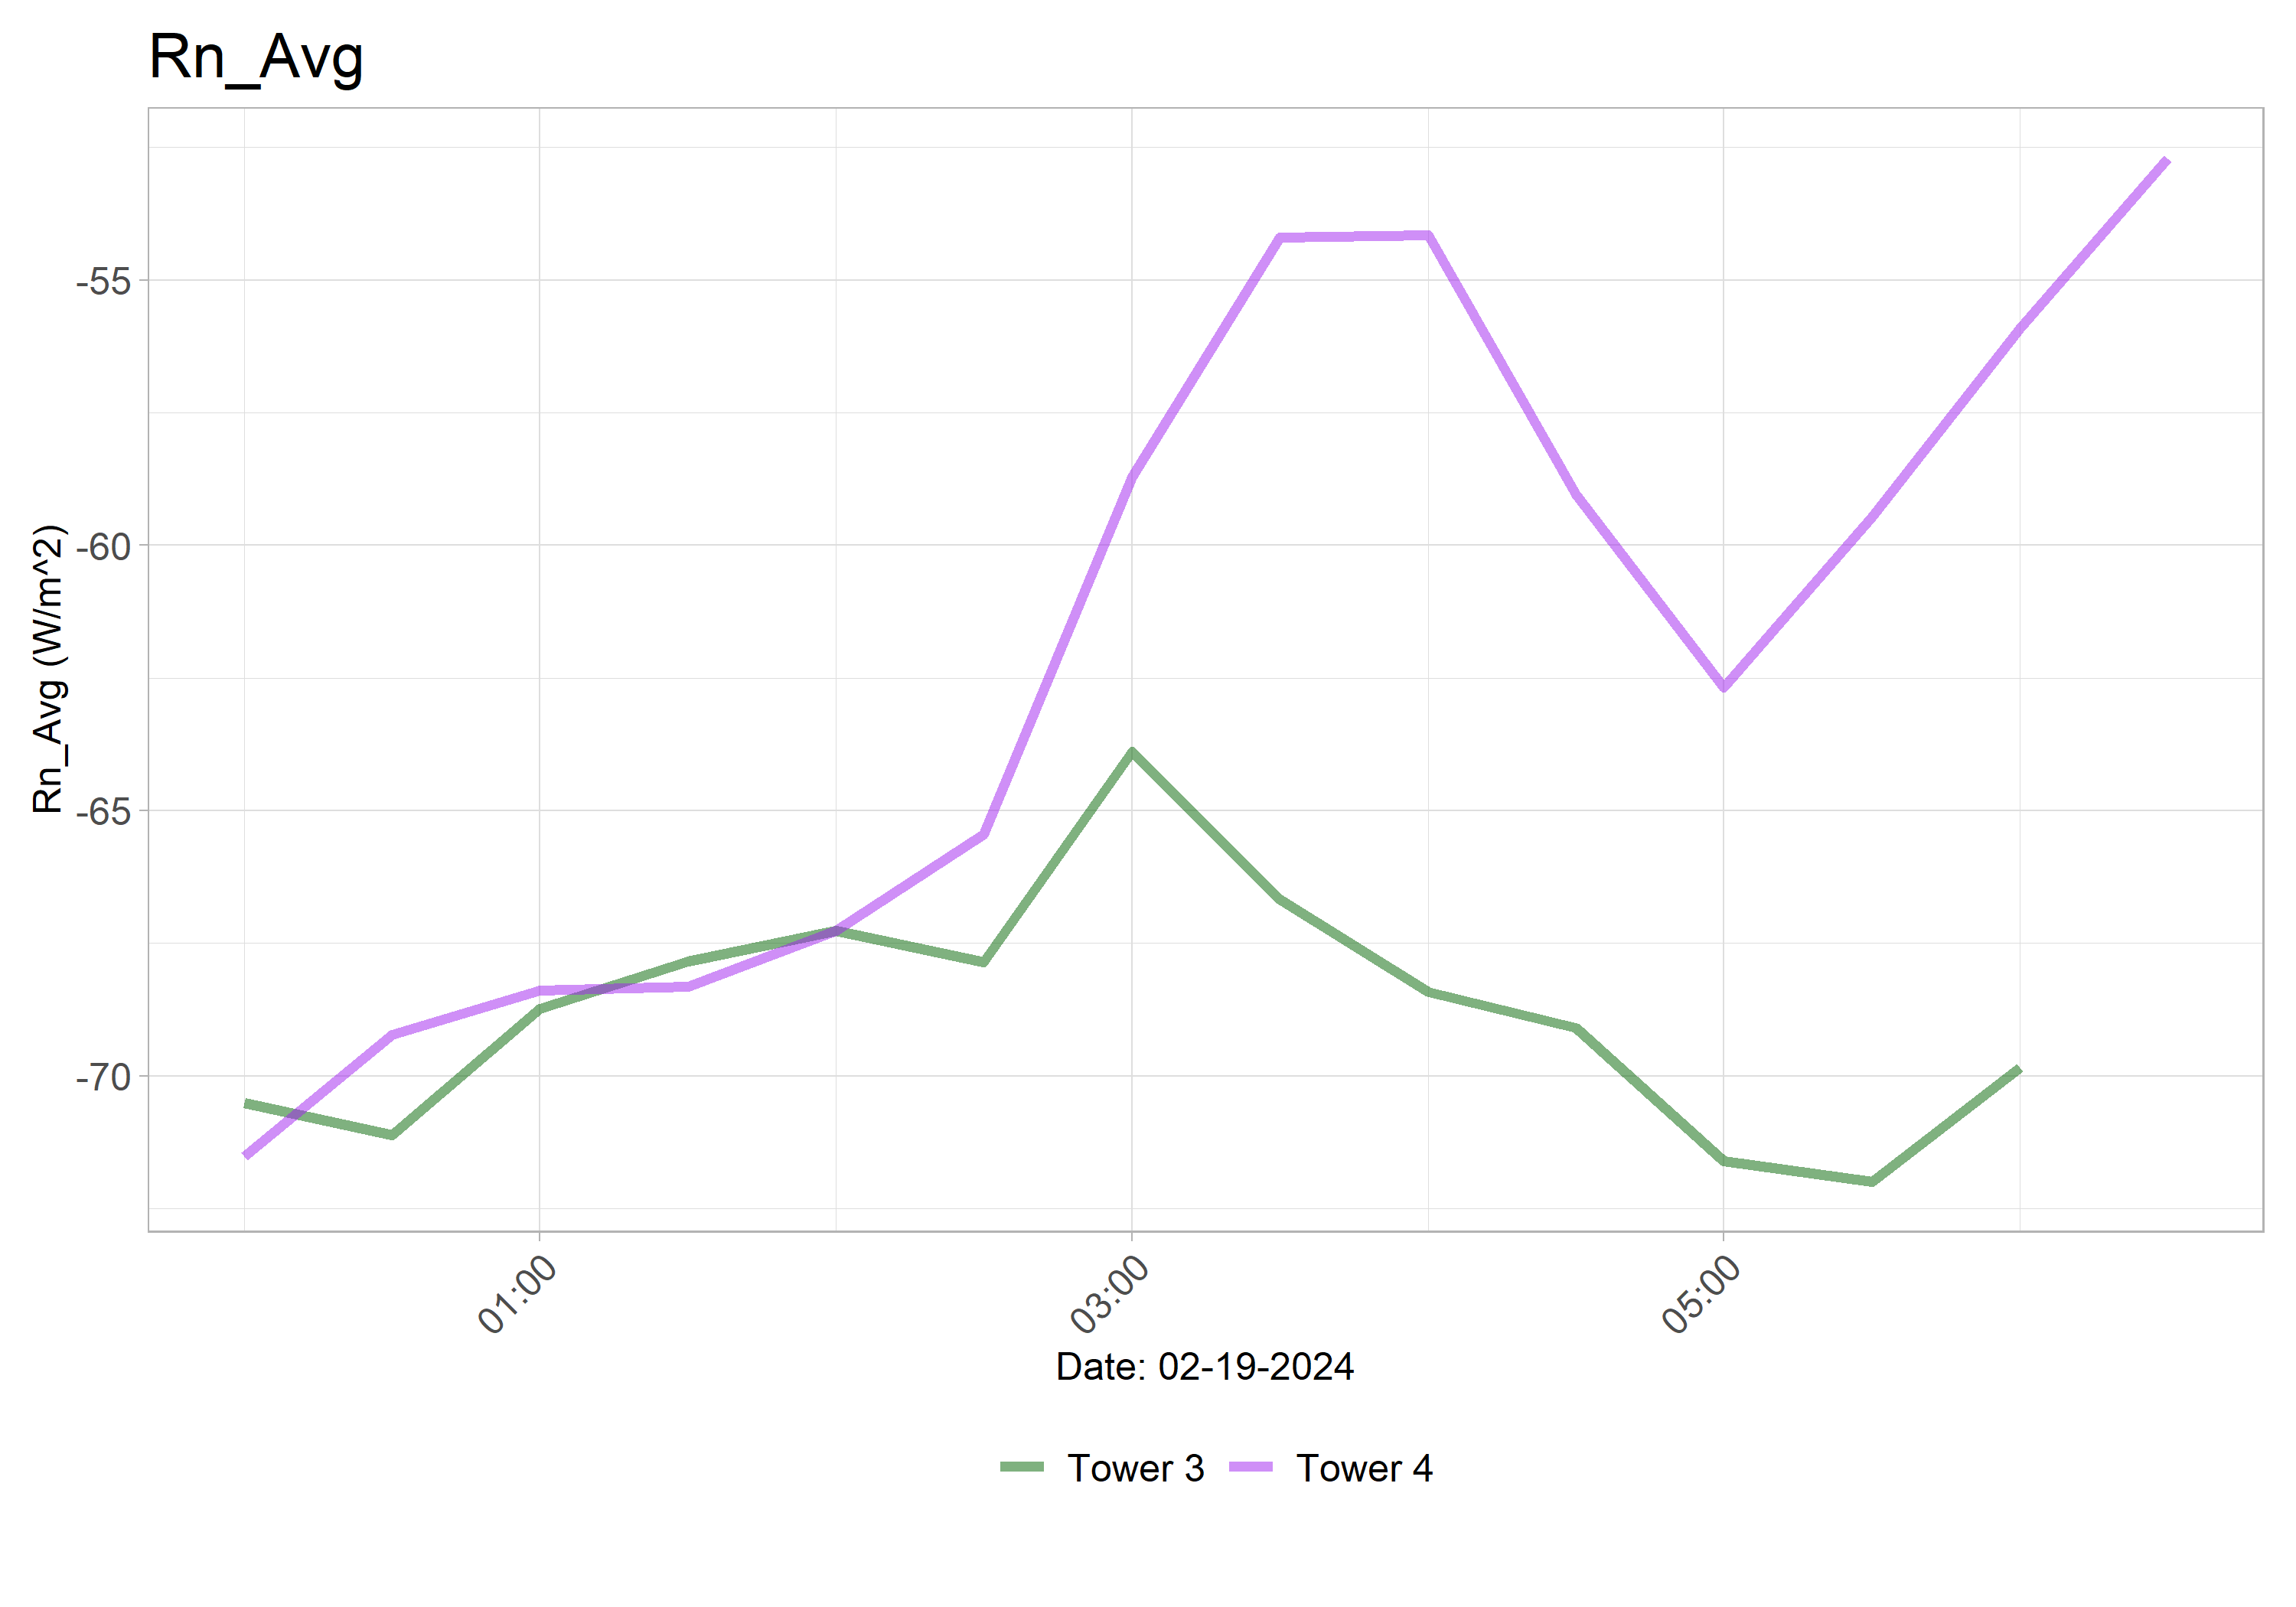 Rn_Avg
Rn_Avg (W/m^2)
-55
-60
-65
-70
01:00
03:00
05:00
Date: 02-19-2024
Tower 3
Tower 4